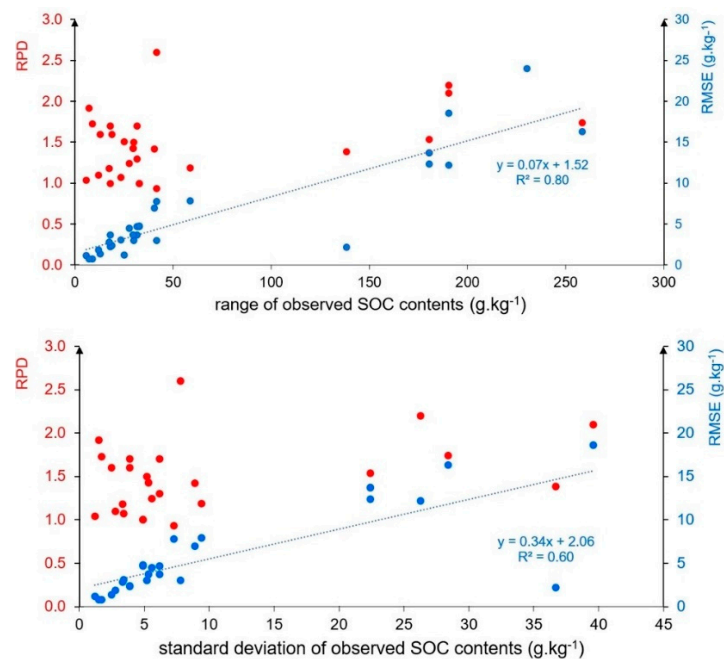 3.0
2.5
2.0
1.5
1.0
0.5
0.0
RPD
30
25
20
15
10
5
0
RMSE (g.kg⁻¹)
y = 0.07x + 1.52
R² = 0.80
0 50 100 150 200 250 300
range of observed SOC contents (g.kg⁻¹)
3.0
2.5
2.0
1.5
1.0
0.5
0.0
RPD
30
25
20
15
10
5
0
RMSE (g.kg⁻¹)
y = 0.34x + 2.06
R² = 0.60
0 5 10 15 20 25 30 35 40 45
standard deviation of observed SOC contents (g.kg⁻¹)